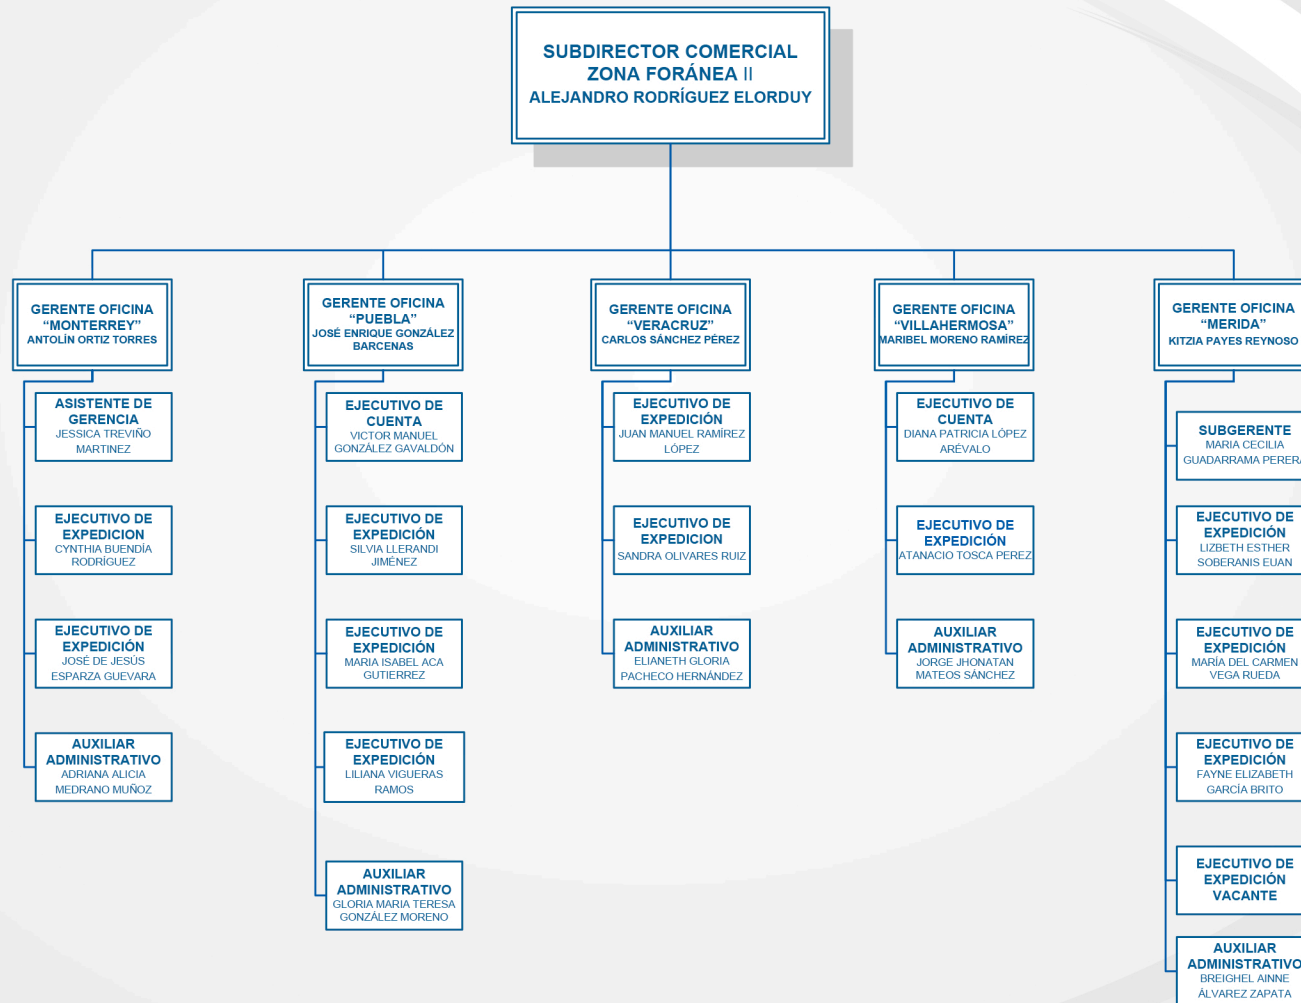 SUBDIRECTOR COMERCIAL
ZONA FORÁNEA II
ALEJANDRO RODRÍGUEZ ELORDUY
GERENTE OFICINA
“MONTERREY”
ANTOLÍN ORTIZ TORRES
ASISTENTE DE
GERENCIA
JESSICA TREVIÑO
MARTINEZ
EJECUTIVO DE
EXPEDICION
CYNTHIA BUENDÍA
RODRÍGUEZ
EJECUTIVO DE
EXPEDICIÓN
JOSÉ DE JESÚS
ESPARZA GUEVARA
AUXILIAR
ADMINISTRATIVO
ADRIANA ALICIA
MEDRANO MUÑOZ
GERENTE OFICINA
“PUEBLA”
JOSÉ ENRIQUE GONZÁLEZ
BARCENAS
EJECUTIVO DE
CUENTA
VICTOR MANUEL
GONZÁLEZ GAVALDÓN
EJECUTIVO DE
EXPEDICIÓN
SILVIA LLERANDI
JIMÉNEZ
EJECUTIVO DE
EXPEDICIÓN
MARIA ISABEL ACA
GUTIERREZ
EJECUTIVO DE
EXPEDICIÓN
LILIANA VIGUERAS
RAMOS
AUXILIAR
ADMINISTRATIVO
GLORIA MARIA TERESA
GONZÁLEZ MORENO
GERENTE OFICINA
“VERACRUZ”
CARLOS SÁNCHEZ PÉREZ
EJECUTIVO DE
EXPEDICIÓN
JUAN MANUEL RAMÍREZ
LÓPEZ
EJECUTIVO DE
EXPEDICION
SANDRA OLIVARES RUIZ
AUXILIAR
ADMINISTRATIVO
ELIANETH GLORIA
PACHECO HERNÁNDEZ
GERENTE OFICINA
“VILLAHERMOSA”
MARIBEL MORENO RAMÍREZ
EJECUTIVO DE
CUENTA
DIANA PATRICIA LÓPEZ
ARÉVALO
EJECUTIVO DE
EXPEDICIÓN
ATANACIO TOSCA PEREZ
AUXILIAR
ADMINISTRATIVO
JORGE JHONATAN
MATEOS SÁNCHEZ
GERENTE OFICINA
“MERIDA”
KITZIA PAYES REYNOSO
SUBGERENTE
MARIA CECILIA
GUADARRAMA PERERA
EJECUTIVO DE
EXPEDICIÓN
LIZBETH ESTHER
SOBERANIS EUAN
EJECUTIVO DE
EXPEDICIÓN
MARÍA DEL CARMEN
VEGA RUEDA
EJECUTIVO DE
EXPEDICIÓN
FAYNE ELIZABETH
GARCÍA BRITO
EJECUTIVO DE
EXPEDICIÓN
VACANTE
AUXILIAR
ADMINISTRATIVO
BREIGHEL AINNE
ÁLVAREZ ZAPATA